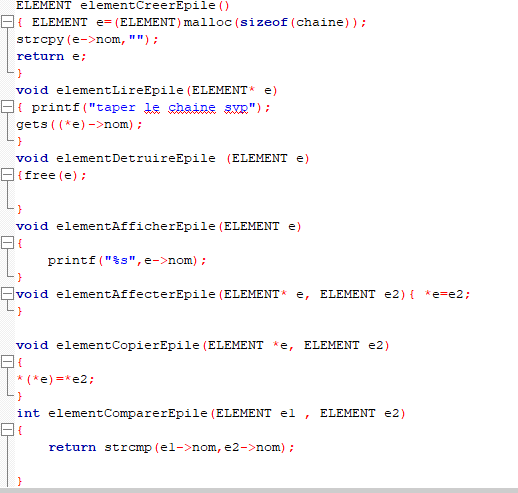 ELEMENT elementCreerEpile()
{ ELEMENT e=(ELEMENT)malloc(sizeof(chaine));
strcpy(e->nom,"");
return e;
}
void elementLireEpile(ELEMENT* e)
{ printf("taper le chaine svp");
gets((*e)->nom);
}
void elementDetruireEpile (ELEMENT e)
{free(e);
}
void elementAfficherEpile(ELEMENT e)
{
printf("%s",e->nom);
}
void elementAffecterEpile(ELEMENT* e, ELEMENT e2){ *e=e2;
}
void elementCopierEpile(ELEMENT *e, ELEMENT e2)
{
*(*e)=*e2;
}
int elementComparerEpile(ELEMENT e1 , ELEMENT e2)
{
return strcmp(e1->nom,e2->nom);
}